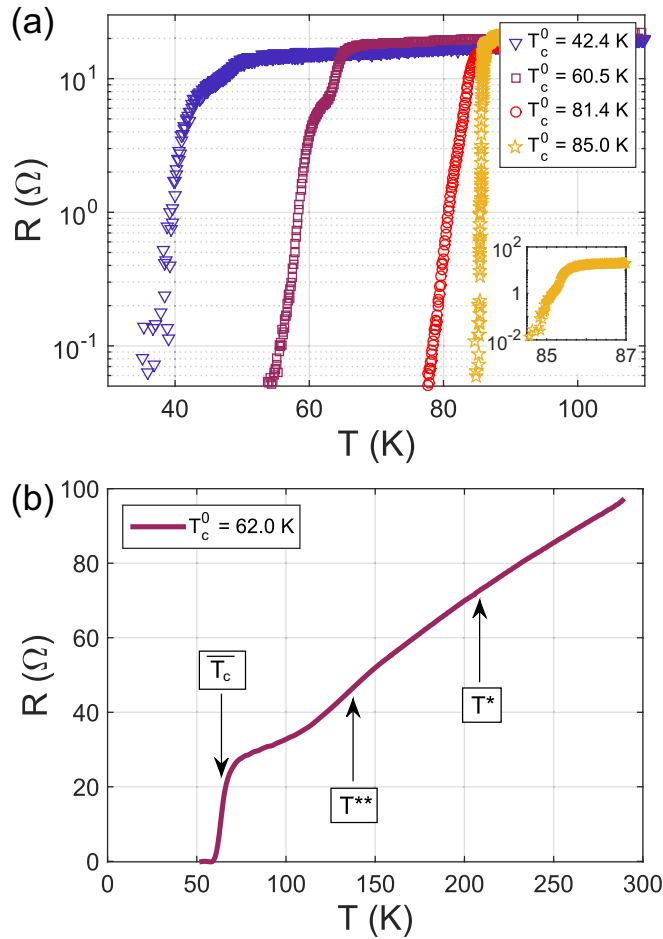 (a)
R (Ω)
10^1
10^0
10^-1
T_c^0 = 42.4 K
T_c^0 = 60.5 K
T_c^0 = 81.4 K
T_c^0 = 85.0 K
10^2
1
10^-2
85 87
40 60 80 100
T (K)
(b)
R (Ω)
100
80
60
40
20
0
T_c^0 = 62.0 K
T̅_c
T*
T**
0 50 100 150 200 250 300
T (K)